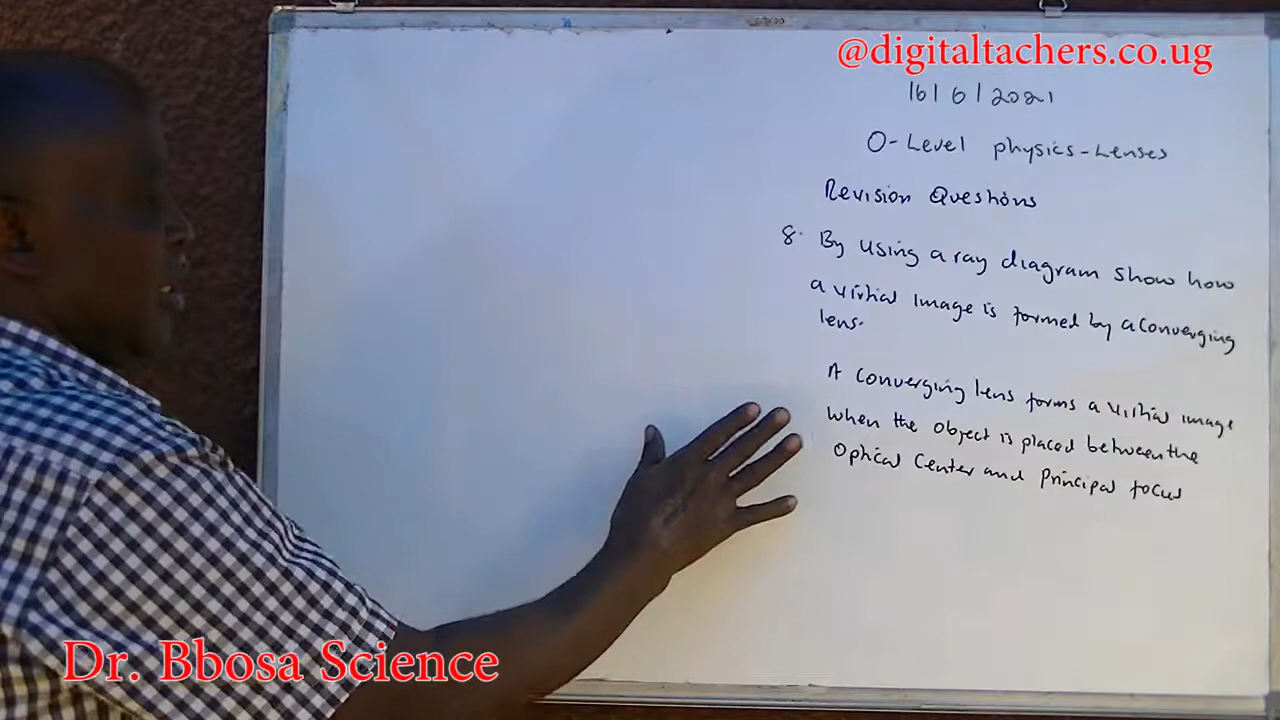 @digitaltachers.co.ug
16/6/2021
O-Level physics-Lenses
Revision Questions
8. By using a ray diagram show how
a virtual image is formed by a converging
lens.
A converging lens forms a virtual image
when the object is placed between the
Optical Center and Principal focus
Dr. Bbosa Science